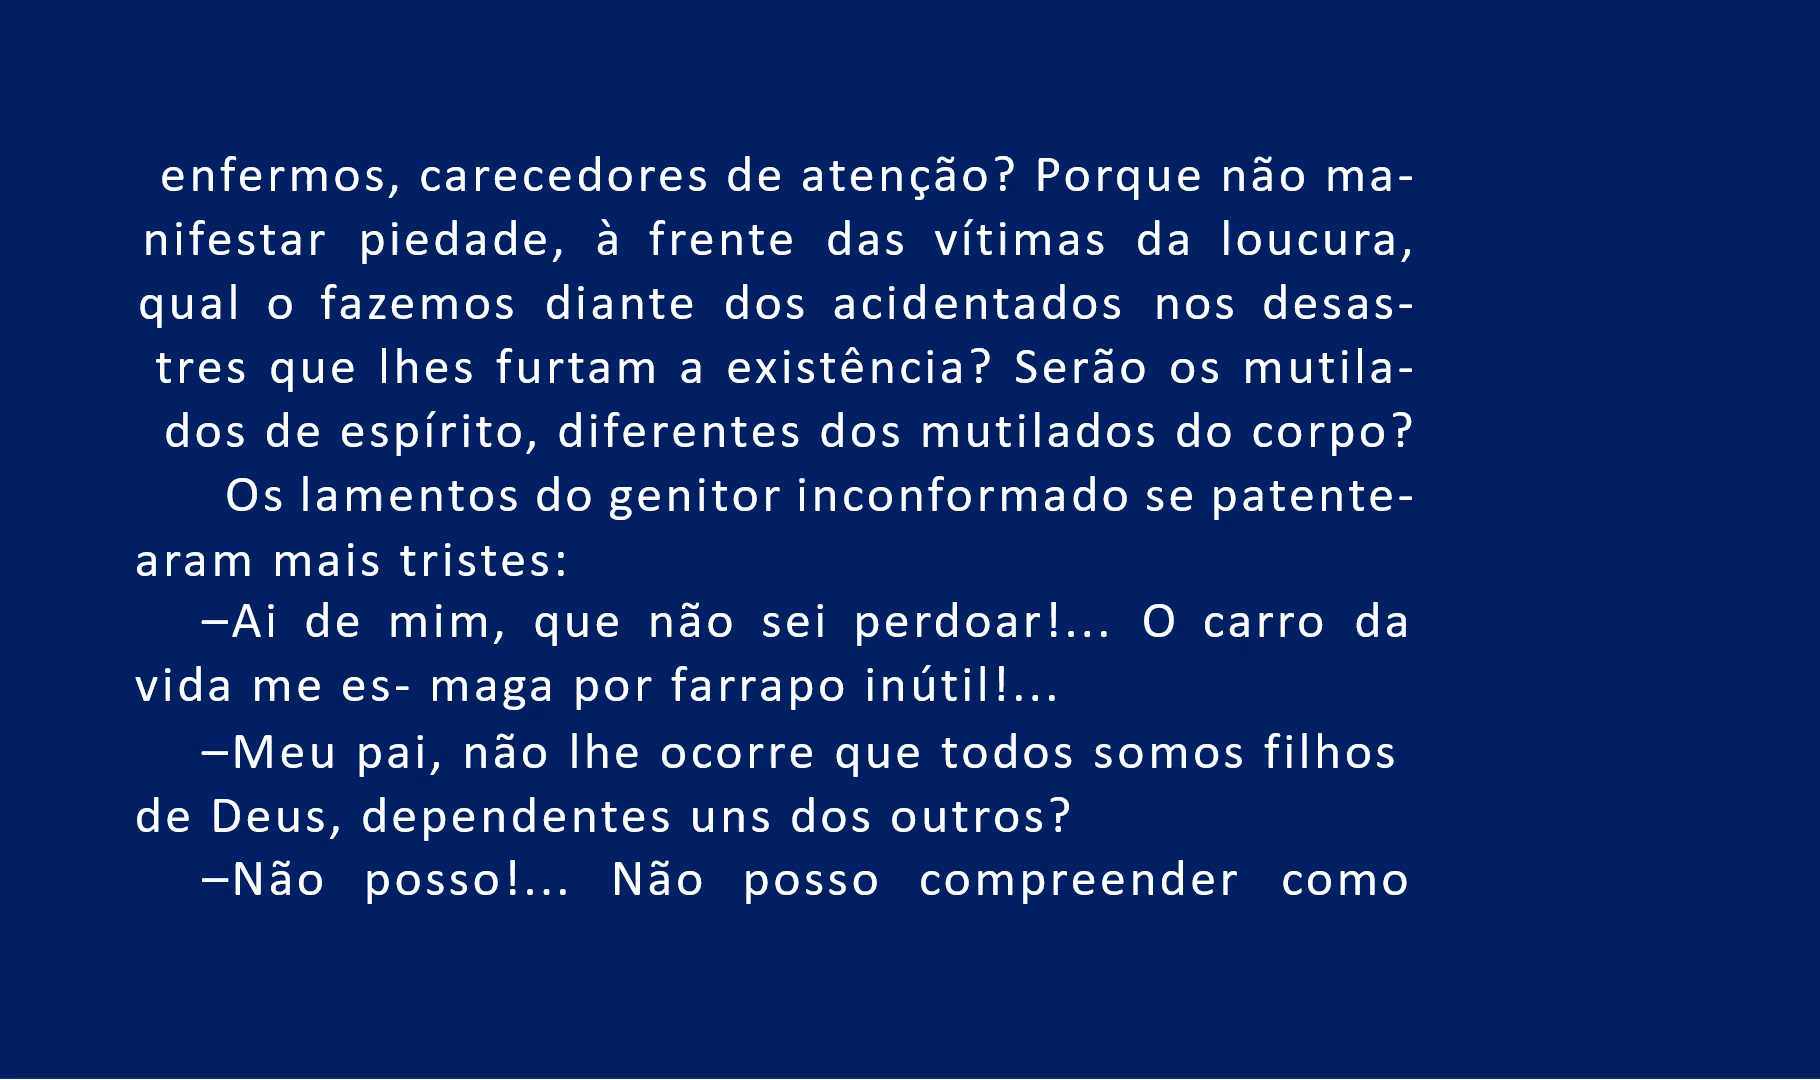 enfermos, carecedores de atenção? Porque não ma-
nifestar piedade, à frente das vítimas da loucura,
qual o fazemos diante dos acidentados nos desas-
tres que lhes furtam a existência? Serão os mutila-
dos de espírito, diferentes dos mutilados do corpo?
Os lamentos do genitor inconformado se patente-
aram mais tristes:
–Ai de mim, que não sei perdoar!... O carro da
vida me es- maga por farrapo inútil!...
–Meu pai, não lhe ocorre que todos somos filhos
de Deus, dependentes uns dos outros?
–Não posso!... Não posso compreender como